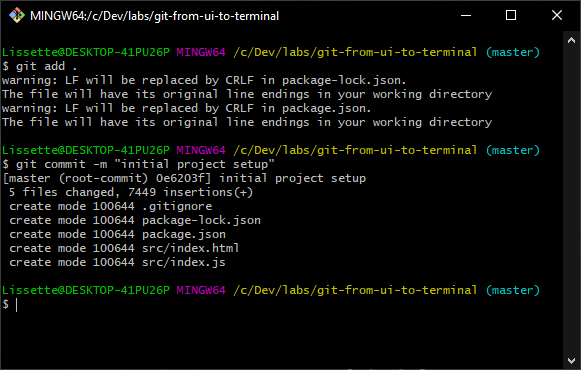 MINGW64:/c/Dev/labs/git-from-ui-to-terminal
Lissette@DESKTOP-41PU26P MINGW64 /c/Dev/labs/git-from-ui-to-terminal (master)
$ git add .
warning: LF will be replaced by CRLF in package-lock.json.
The file will have its original line endings in your working directory
warning: LF will be replaced by CRLF in package.json.
The file will have its original line endings in your working directory
Lissette@DESKTOP-41PU26P MINGW64 /c/Dev/labs/git-from-ui-to-terminal (master)
$ git commit -m "initial project setup"
[master (root-commit) 0e6203f] initial project setup
 5 files changed, 7449 insertions(+)
 create mode 100644 .gitignore
 create mode 100644 package-lock.json
 create mode 100644 package.json
 create mode 100644 src/index.html
 create mode 100644 src/index.js
Lissette@DESKTOP-41PU26P MINGW64 /c/Dev/labs/git-from-ui-to-terminal (master)
$